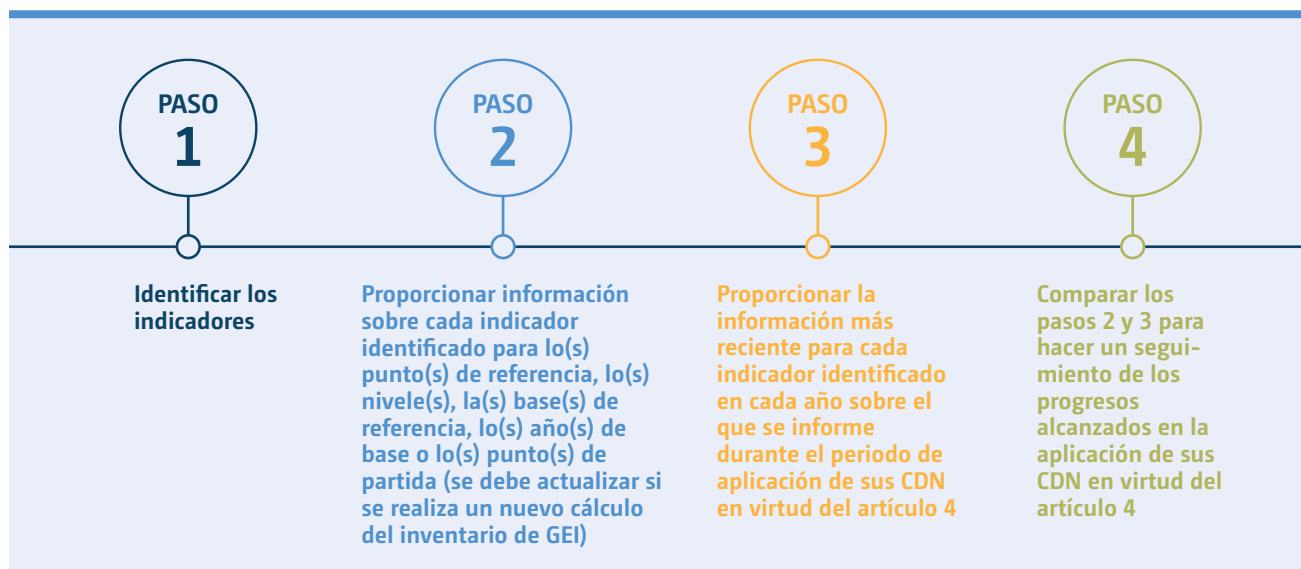 PASO
1
Identificar los
indicadores
PASO
2
Proporcionar información
sobre cada indicador
identificado para lo(s)
punto(s) de referencia, lo(s)
nivele(s), la(s) base(s) de
referencia, lo(s) año(s) de
base o lo(s) punto(s) de
partida (se debe actualizar si
se realiza un nuevo cálculo
del inventario de GEI)
PASO
3
Proporcionar la
información más
reciente para cada
indicador identificado
en cada año sobre el
que se informe
durante el periodo de
aplicación de sus CDN
en virtud del artículo 4
PASO
4
Comparar los
pasos 2 y 3 para
hacer un segui-
miento de los
progresos
alcanzados en la
aplicación de sus
CDN en virtud del
artículo 4